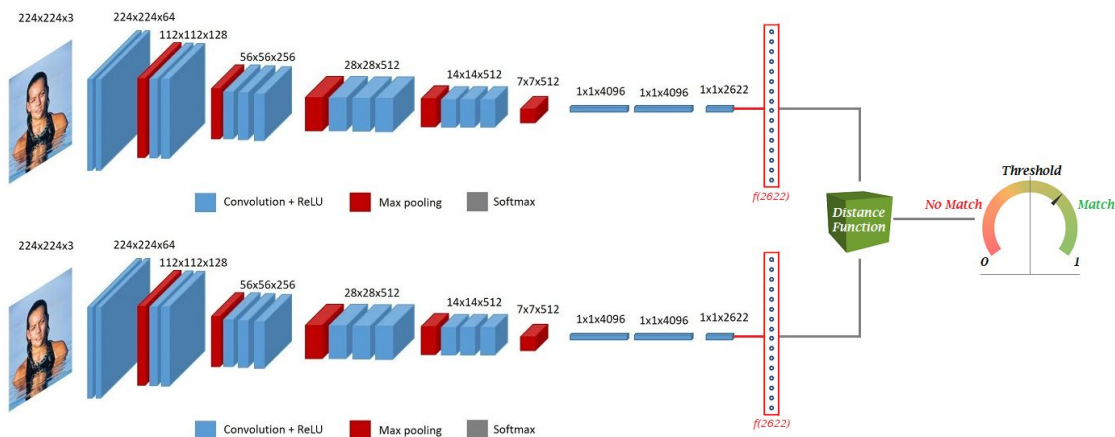 224x224x3
224x224x64
112x112x128
56x56x256
28x28x512
14x14x512
7x7x512
1x1x4096
1x1x4096
1x1x2622
f(2622)
Convolution + ReLU
Max pooling
Softmax
Distance
Function
Threshold
No Match
Match
0
1
224x224x3
224x224x64
112x112x128
56x56x256
28x28x512
14x14x512
7x7x512
1x1x4096
1x1x4096
1x1x2622
f(2622)
Convolution + ReLU
Max pooling
Softmax